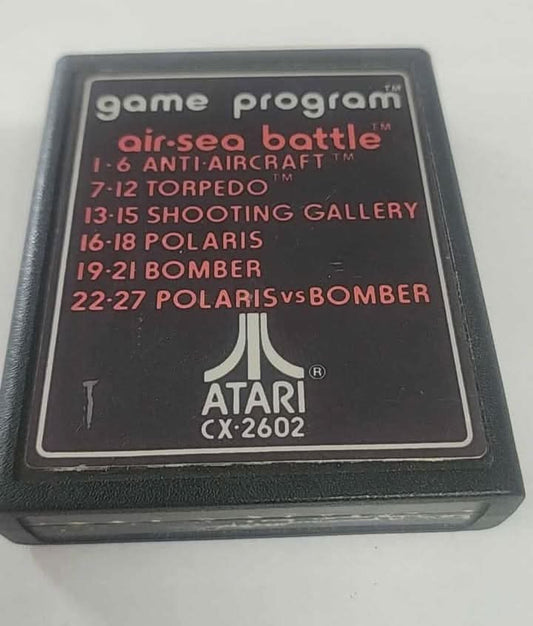 game program™
air·sea battle™
1-6 ANTI-AIRCRAFT™
7-12 TORPEDO™
13-15 SHOOTING GALLERY
16-18 POLARIS
19-21 BOMBER
22-27 POLARIS vs BOMBER
ATARI®
CX-2602